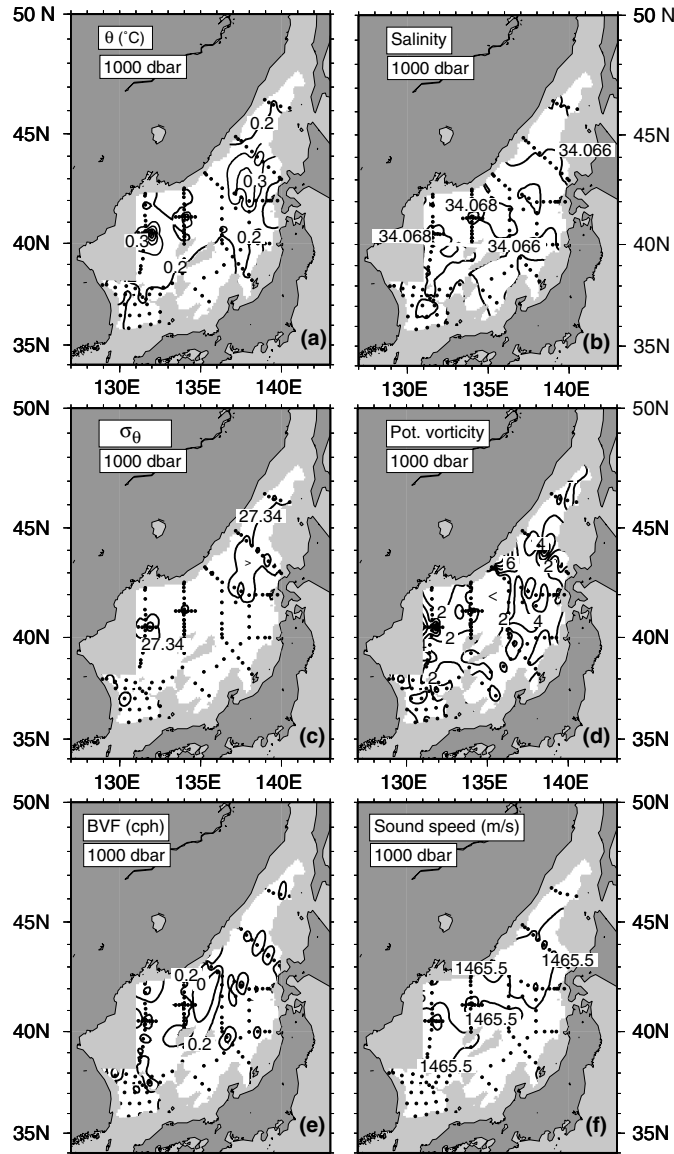 50 N
50 N
θ (°C)
1000 dbar
Salinity
1000 dbar
45N
45N
0.2
34.066
0.3
34.068
40N
0.3
0.2
34.068
34.066
40N
0.2
35N
(a)
(b)
35N
130E 135E 140E
130E 135E 140E
50N
50N
σθ
1000 dbar
Pot. vorticity
1000 dbar
45N
27.34
4
45N
>
6
2
<
2
40N
27.34
2
2
4
40N
2
35N
(c)
(d)
35N
130E 135E 140E
130E 135E 140E
50N
50N
BVF (cph)
1000 dbar
Sound speed (m/s)
1000 dbar
45N
45N
0.2
0
1465.5
1465.5
40N
0.2
1465.5
40N
1465.5
35N
(e)
(f)
35N